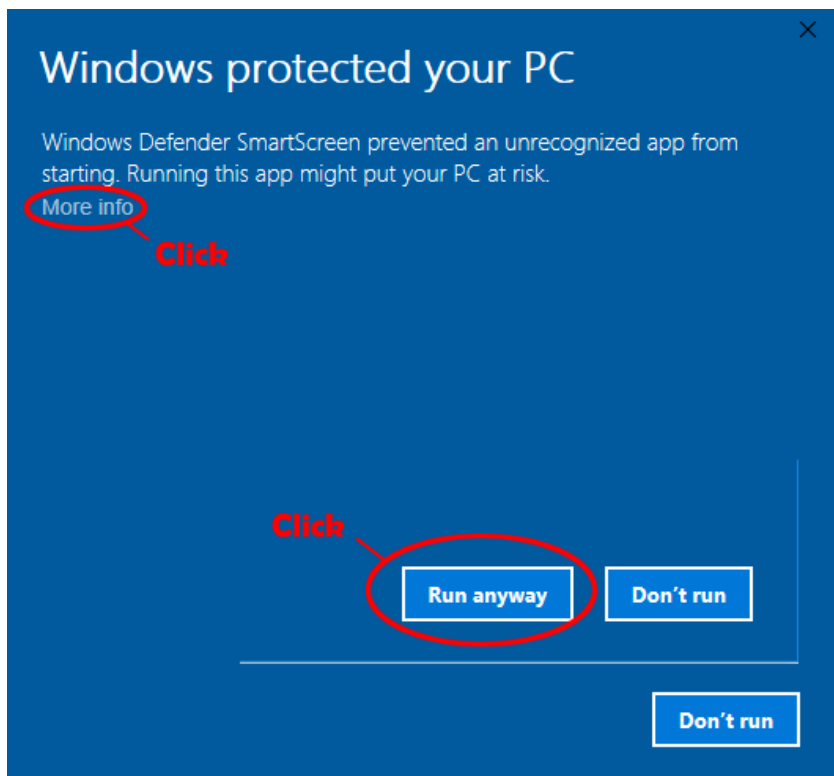 Windows protected your PC
Windows Defender SmartScreen prevented an unrecognized app from
starting. Running this app might put your PC at risk.
More info
Click
Click
Run anyway Don't run
Don't run